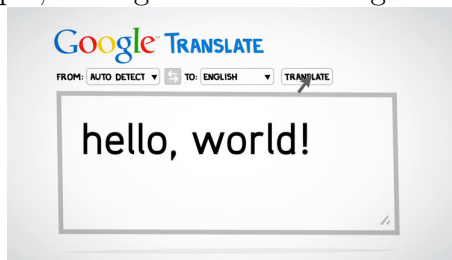 Google Translate
FROM: AUTO DETECT TO: ENGLISH TRANSLATE
hello, world!